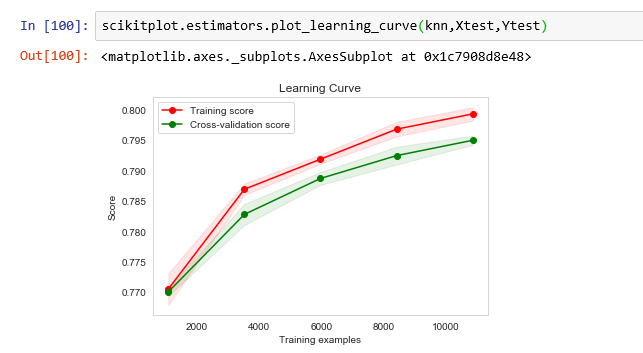 In [100]: scikitplot.estimators.plot_learning_curve(knn,Xtest,Ytest)
Out[100]: <matplotlib.axes._subplots.AxesSubplot at 0x1c7908d8e48>
Learning Curve
Training score
Cross-validation score
0.800
0.795
0.790
0.785
0.780
0.775
0.770
Score
2000 4000 6000 8000 10000
Training examples